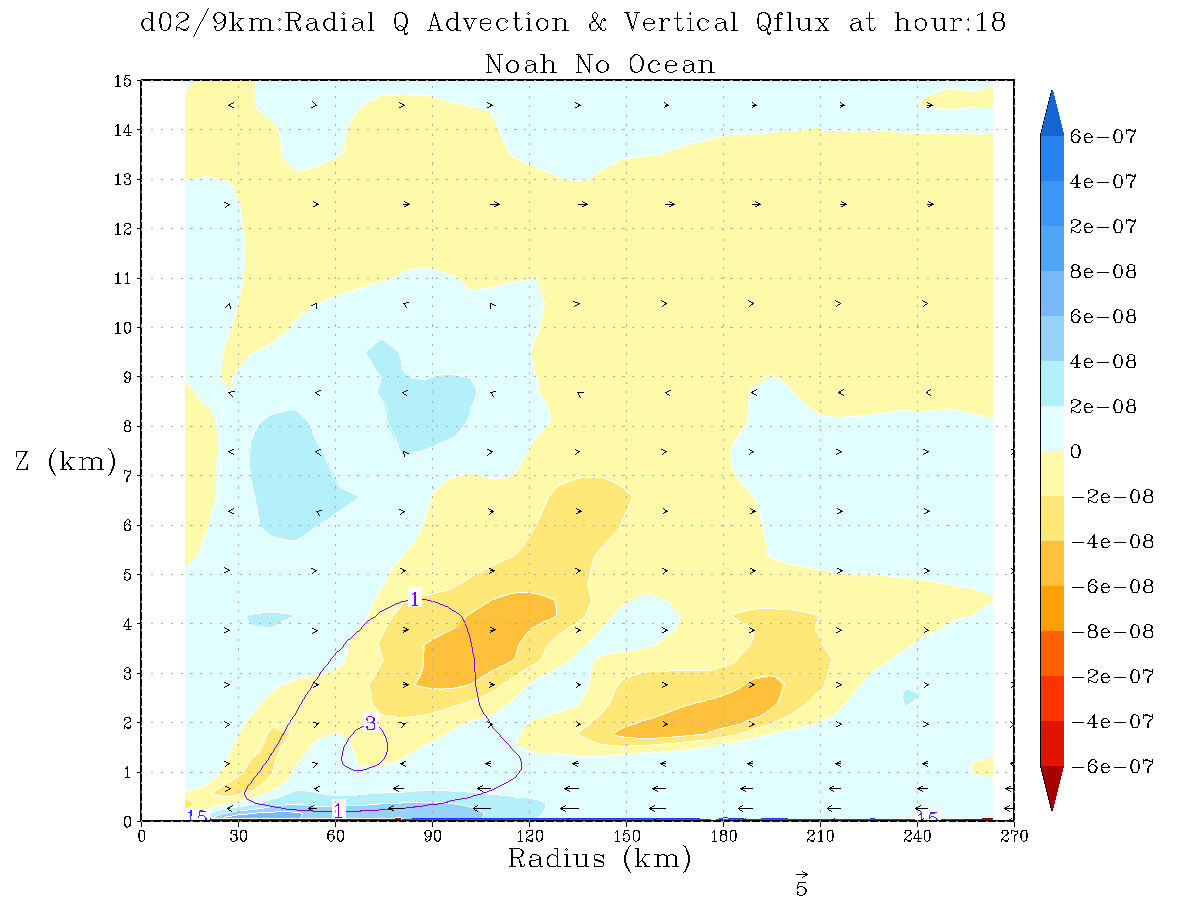 d02/9km:Radial Q Advection & Vertical Qflux at hour:18
Noah No Ocean
15
14
13
12
11
10
9
8
7
6
5
4
3
2
1
0
Z (km)
1
3
1
15
15
0 30 60 90 120 150 180 210 240 270
Radius (km)
5
6e-07
4e-07
2e-07
8e-08
6e-08
4e-08
2e-08
0
-2e-08
-4e-08
-6e-08
-8e-08
-2e-07
-4e-07
-6e-07